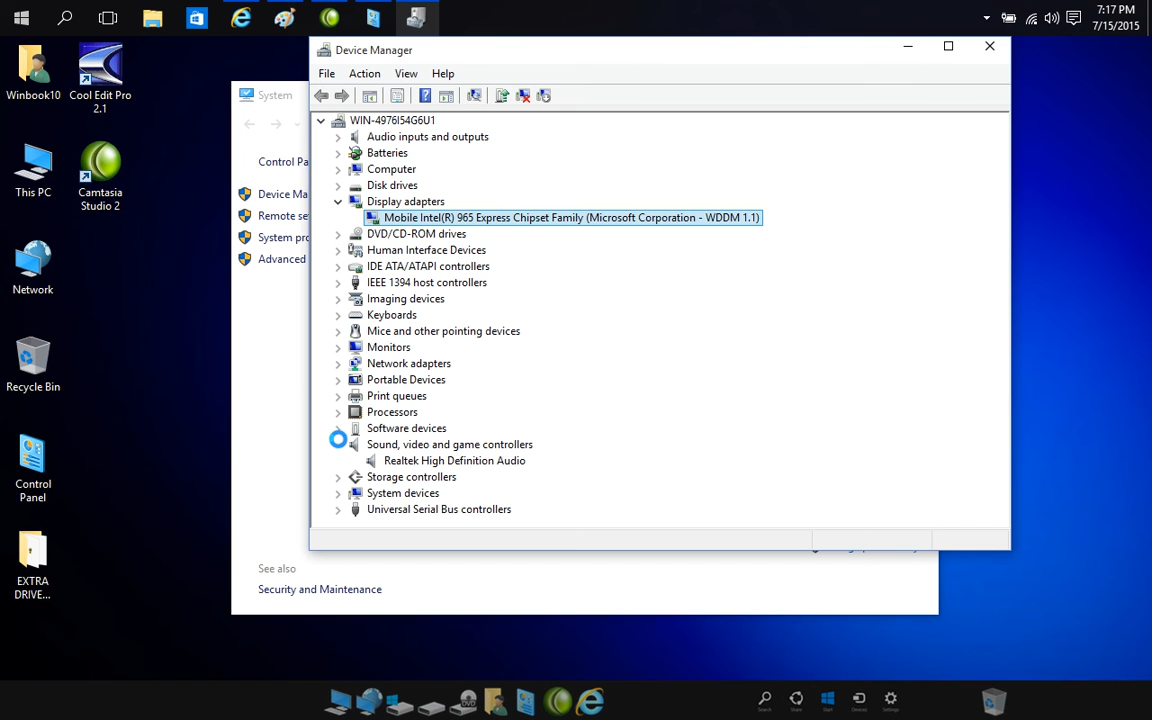 7:17 PM
7/15/2015
Winbook10
Cool Edit Pro
2.1
This PC
Camtasia
Studio 2
Network
Recycle Bin
Control
Panel
EXTRA
DRIVE...
System
Control Pa
Device Ma
Remote se
System pro
Advanced
See also
Security and Maintenance
Device Manager
File Action View Help
WIN-4976I54G6U1
Audio inputs and outputs
Batteries
Computer
Disk drives
Display adapters
Mobile Intel(R) 965 Express Chipset Family (Microsoft Corporation - WDDM 1.1)
DVD/CD-ROM drives
Human Interface Devices
IDE ATA/ATAPI controllers
IEEE 1394 host controllers
Imaging devices
Keyboards
Mice and other pointing devices
Monitors
Network adapters
Portable Devices
Print queues
Processors
Software devices
Sound, video and game controllers
Realtek High Definition Audio
Storage controllers
System devices
Universal Serial Bus controllers
Search Share Start Devices Settings